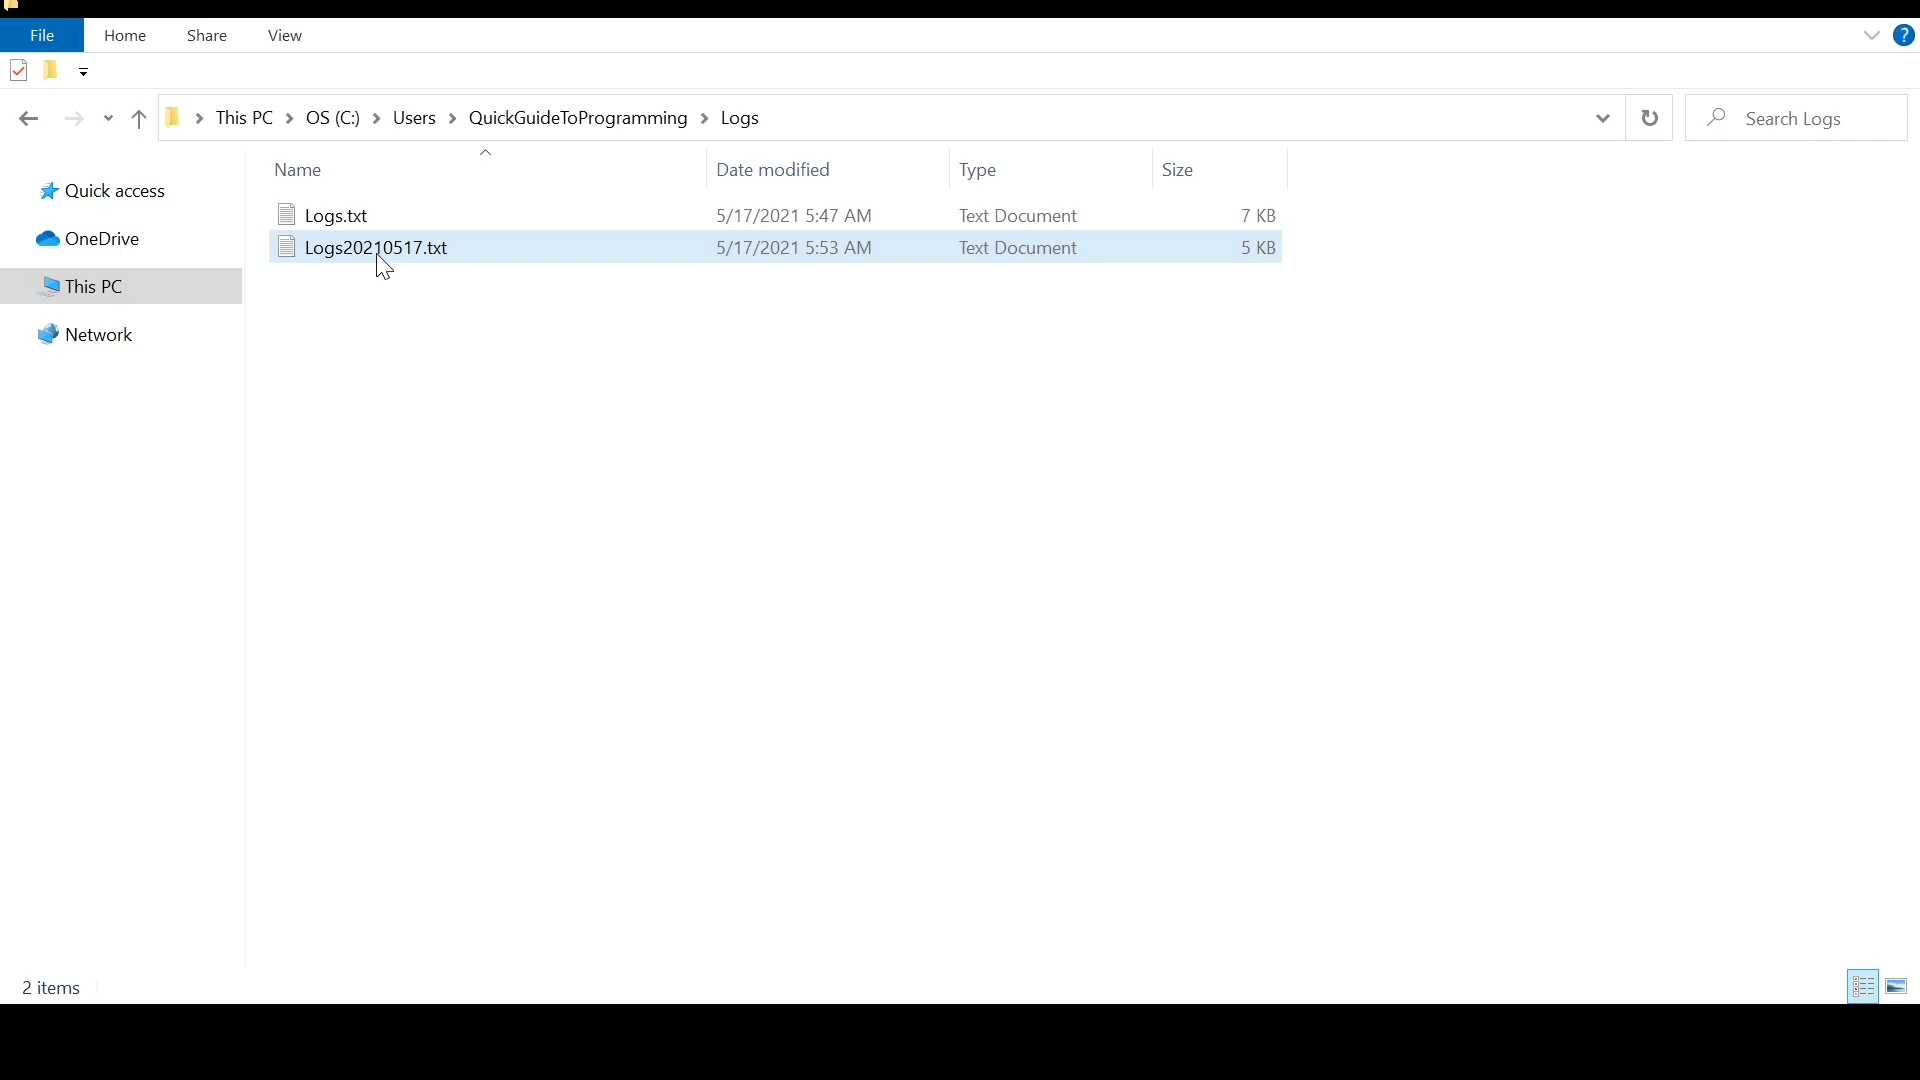 File Home Share View
?
This PC > OS (C:) > Users > QuickGuideToProgramming > Logs
Search Logs
Name Date modified Type Size
Quick access
OneDrive
This PC
Network
Logs.txt 5/17/2021 5:47 AM Text Document 7 KB
Logs20210517.txt 5/17/2021 5:53 AM Text Document 5 KB
2 items